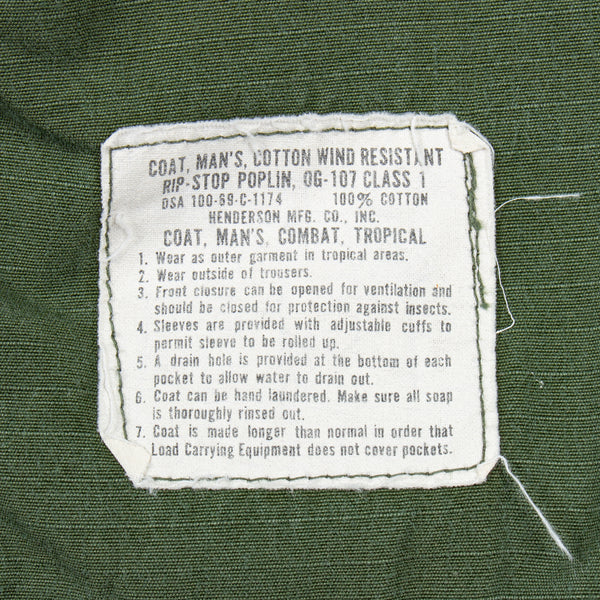 COAT, MAN'S, COTTON WIND RESISTANT
RIP-STOP POPLIN, OG-107 CLASS 1
DSA 100-69-C-1174 100% COTTON
HENDERSON MFG. CO., INC.
COAT, MAN'S, COMBAT, TROPICAL
1. Wear as outer garment in tropical areas.
2. Wear outside of trousers.
3. Front closure can be opened for ventilation and
should be closed for protection against insects.
4. Sleeves are provided with adjustable cuffs to
permit sleeve to be rolled up.
5. A drain hole is provided at the bottom of each
pocket to allow water to drain out.
6. Coat can be hand laundered. Make sure all soap
is thoroughly rinsed out.
7. Coat is made longer than normal in order that
Load Carrying Equipment does not cover pockets.